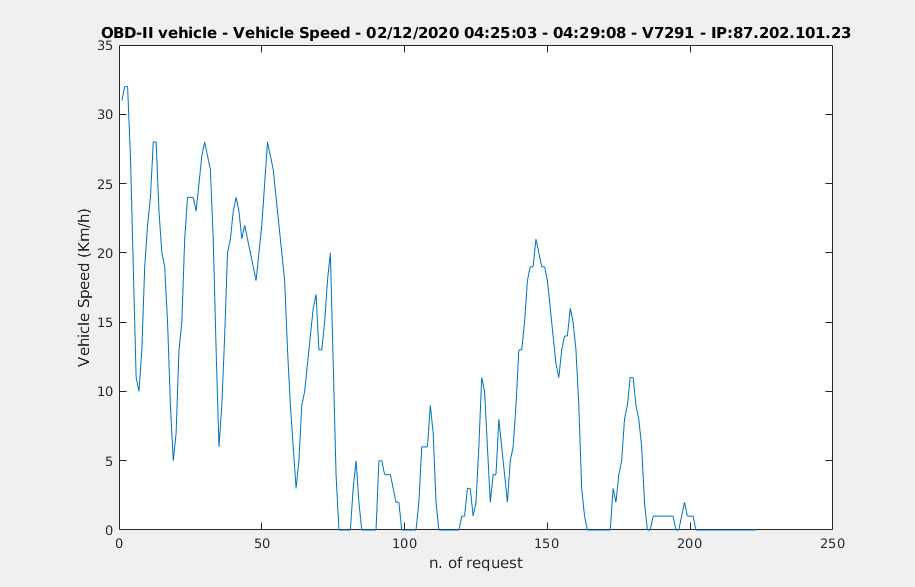 OBD-II vehicle - Vehicle Speed - 02/12/2020 04:25:03 - 04:29:08 - V7291 - IP:87.202.101.23
35
30
25
20
15
10
5
0
Vehicle Speed (Km/h)
0 50 100 150 200 250
n. of request